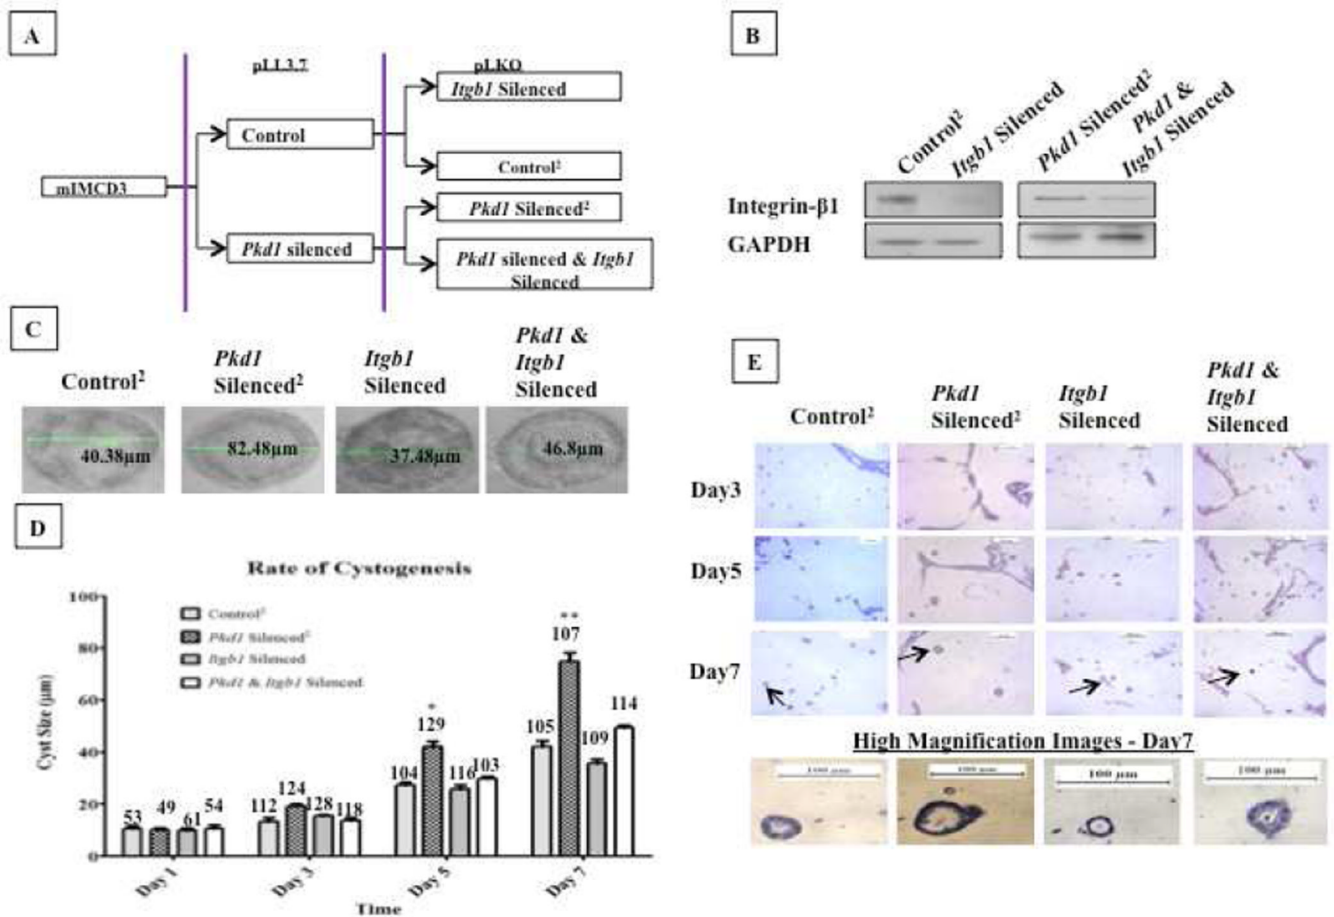 A
pLL3.7
pLKO
Itgb1 Silenced
Control
Control²
mIMCD3
Pkd1 Silenced²
Pkd1 silenced
Pkd1 silenced & Itgb1
Silenced
B
Control²
Itgb1 Silenced
Pkd1 Silenced²
Pkd1 &
Itgb1 Silenced
Integrin-β1
GAPDH
C
Control²
Pkd1
Silenced²
Itgb1
Silenced
Pkd1 &
Itgb1
Silenced
40.38µm
82.48µm
37.48µm
46.8µm
D
Rate of Cystogenesis
Cyst Size (µm)
100
80
60
40
20
0
Control²
Pkd1 Silenced²
Itgb1 Silenced
Pkd1 & Itgb1 Silenced
53
49
61
54
112
124
128
118
104
*
129
116
103
105
**
107
109
114
Day 1
Day 3
Day 5
Day 7
Time
E
Control²
Pkd1
Silenced²
Itgb1
Silenced
Pkd1 &
Itgb1
Silenced
Day3
Day5
Day7
High Magnification Images - Day7
100 µm
100 µm
100 µm
100 µm